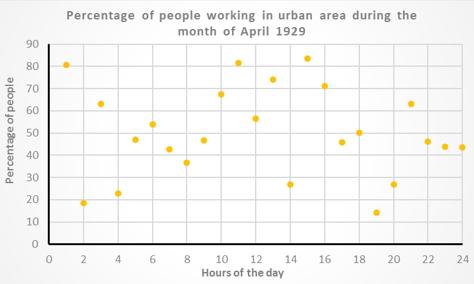 Percentage of people working in urban area during the
month of April 1929
Percentage of people
90
80
70
60
50
40
30
20
10
0
0 2 4 6 8 10 12 14 16 18 20 22 24
Hours of the day